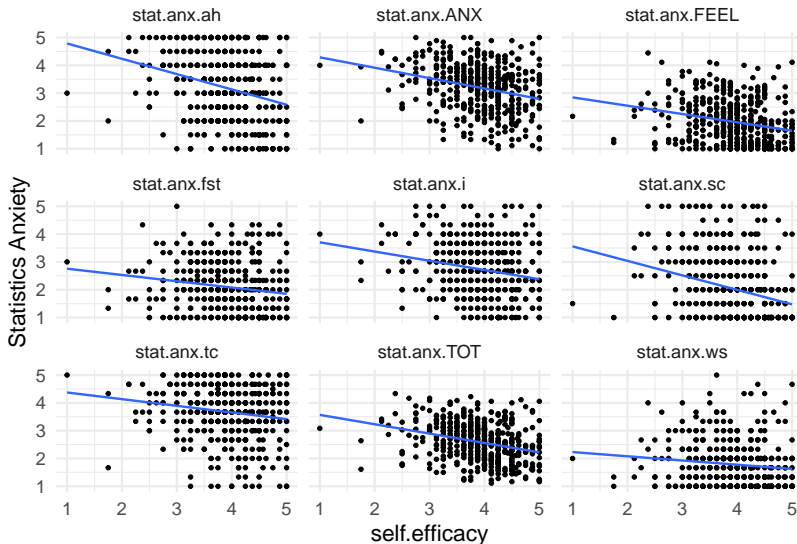 stat.anx.ah stat.anx.ANX stat.anx.FEEL
5
4
3
2
1
stat.anx.fst stat.anx.i stat.anx.sc
5
4
3
2
1
Statistics Anxiety
stat.anx.tc stat.anx.TOT stat.anx.ws
5
4
3
2
1
1 2 3 4 5 1 2 3 4 5 1 2 3 4 5
self.efficacy